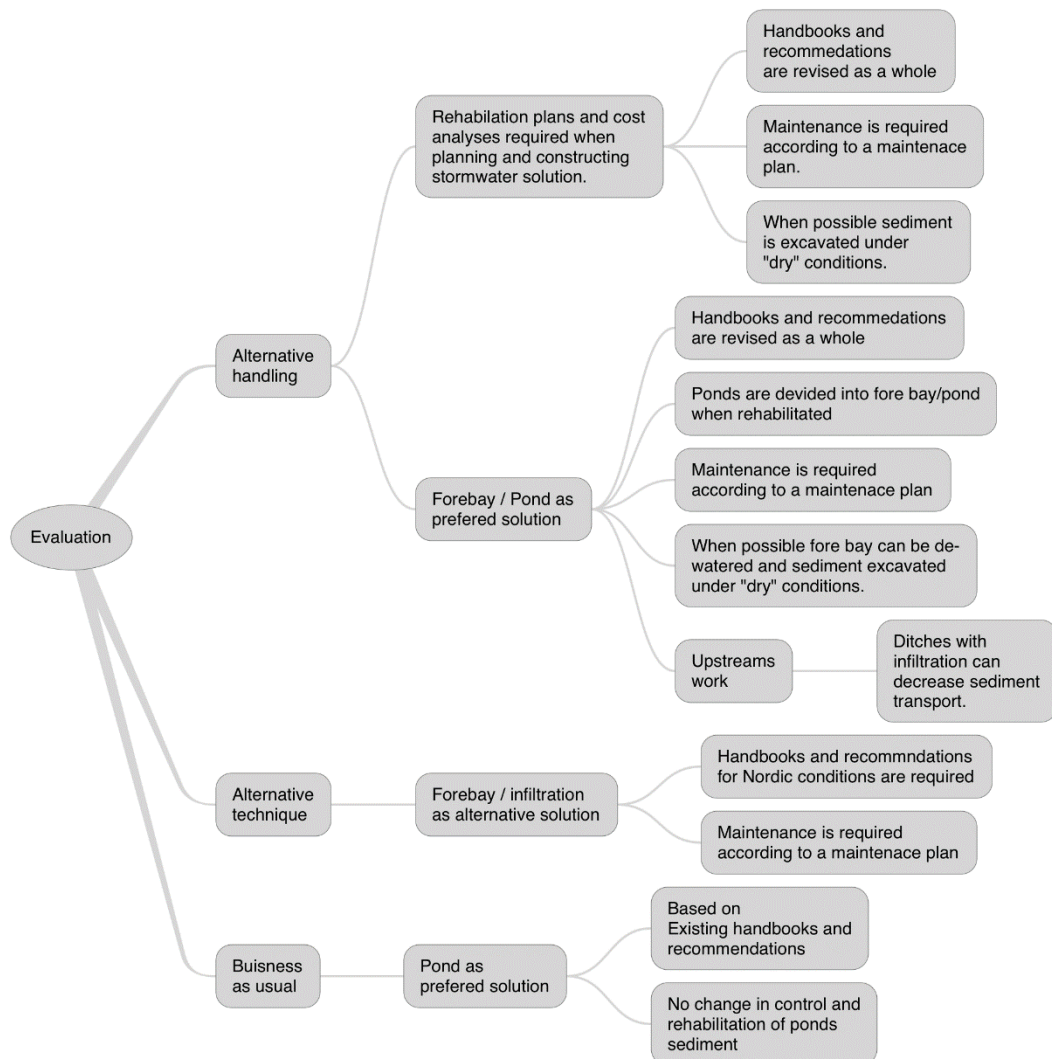 Handbooks and
recommedations
are revised as a whole
Rehabilation plans and cost
analyses required when
planning and constructing
stormwater solution.
Maintenance is required
according to a maintenace
plan.
When possible sediment
is excavated under
"dry" conditions.
Alternative
handling
Handbooks and recommedations
are revised as a whole
Ponds are devided into fore bay/pond
when rehabilitated
Forebay / Pond as
prefered solution
Maintenance is required
according to a maintenace plan
Evaluation
When possible fore bay can be de-
watered and sediment excavated
under "dry" conditions.
Upstreams
work
Ditches with
infiltration can
decrease sediment
transport.
Alternative
technique
Forebay / infiltration
as alternative solution
Handbooks and recommndations
for Nordic conditions are required
Maintenance is required
according to a maintenace plan
Buisness
as usual
Pond as
prefered solution
Based on
Existing handbooks and
recommendations
No change in control and
rehabilitation of ponds
sediment